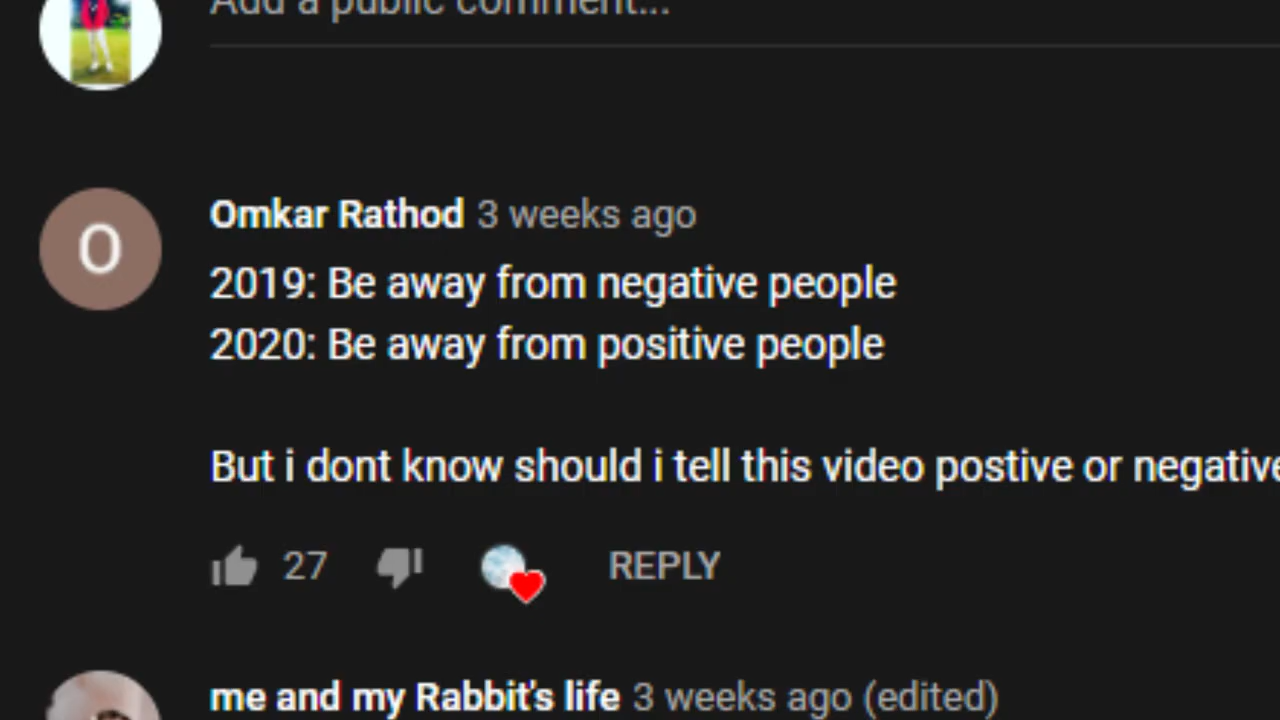 Add a public comment...
O
Omkar Rathod 3 weeks ago
2019: Be away from negative people
2020: Be away from positive people
But i dont know should i tell this video postive or negative
27 REPLY
me and my Rabbit's life 3 weeks ago (edited)